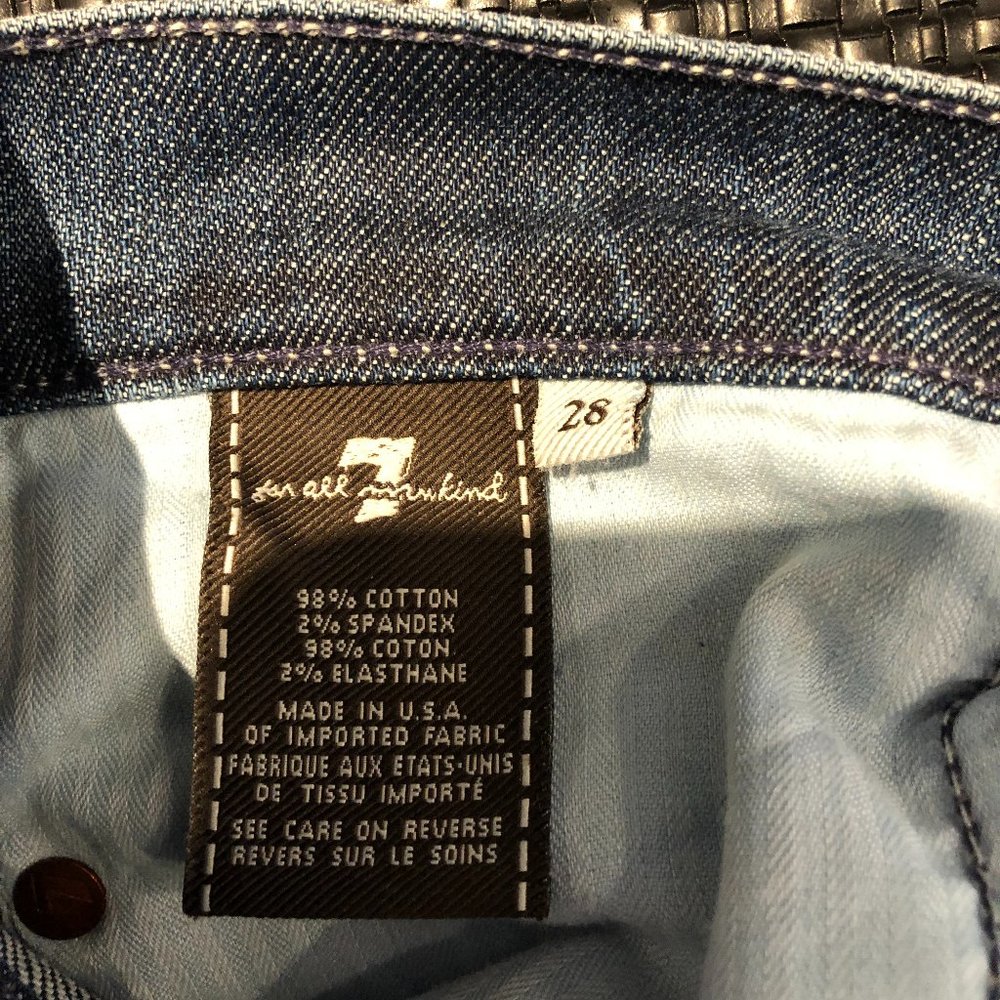 28
7
for all mankind
98% COTTON
2% SPANDEX
98% COTON
2% ELASTHANE
MADE IN U.S.A.
OF IMPORTED FABRIC
FABRIQUE AUX ETATS-UNIS
DE TISSU IMPORTÉ
SEE CARE ON REVERSE
REVERS SUR LE SOINS